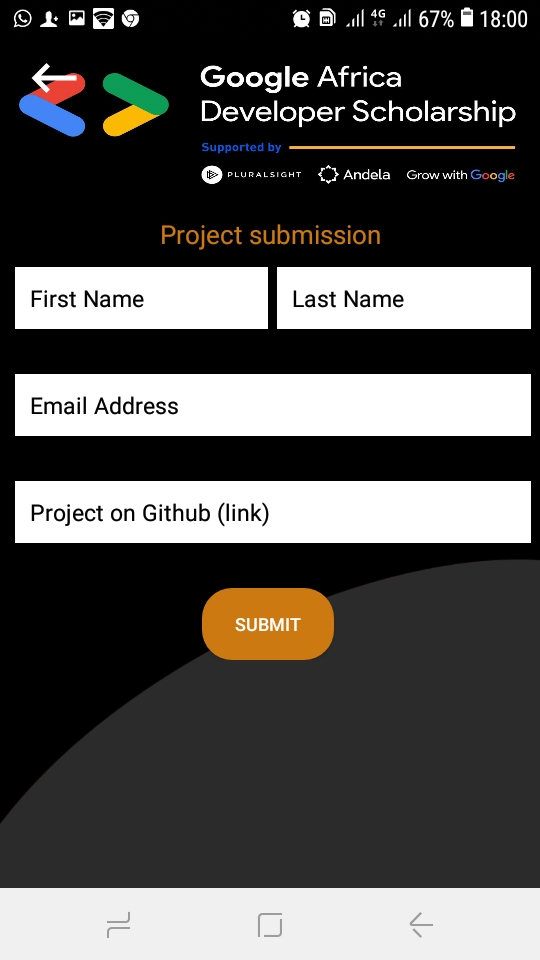 4G 67% 18:00
Google Africa
Developer Scholarship
Supported by
PLURALSIGHT Andela Grow with Google
Project submission
First Name Last Name
Email Address
Project on Github (link)
SUBMIT